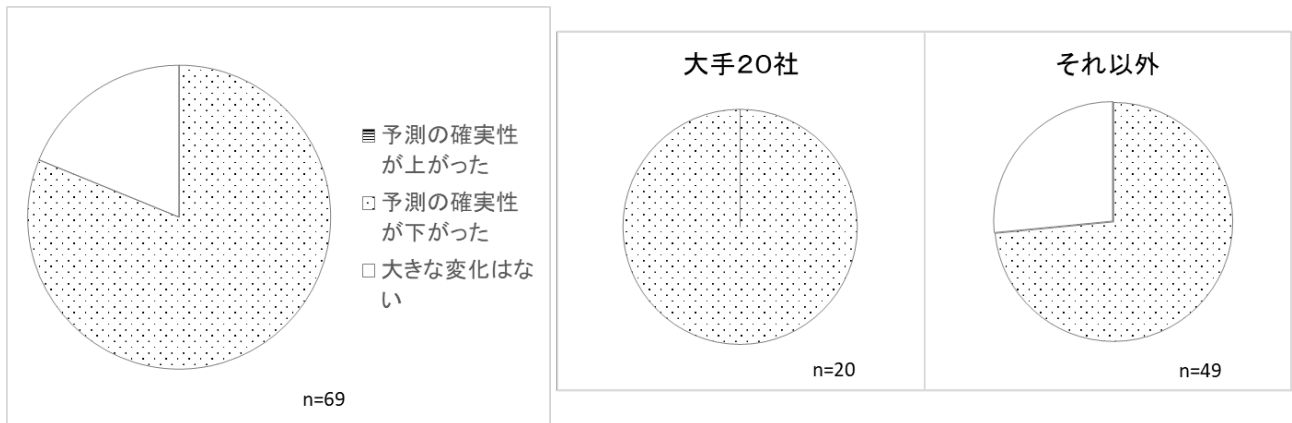 予測の確実性
が上がった
予測の確実性
が下がった
大きな変化はな
い
n=69
大手20社
n=20
それ以外
n=49